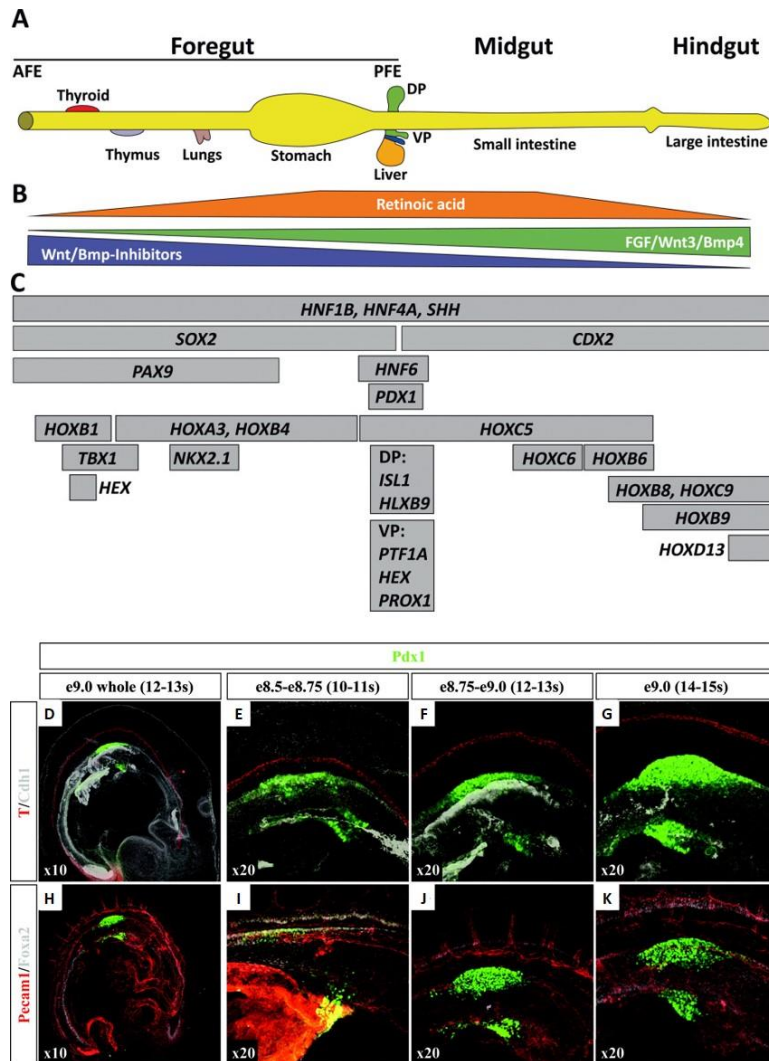 A
Foregut Midgut Hindgut
AFE PFE
DP
Thyroid
VP
Thymus Lungs Stomach Small intestine Large intestine
Liver
B
Retinoic acid
FGF/Wnt3/Bmp4
Wnt/Bmp-Inhibitors
C
HNF1B, HNF4A, SHH
SOX2 CDX2
PAX9 HNF6
PDX1
HOXB1 HOXA3, HOXB4 HOXC5
TBX1 NKX2.1 DP: HOXC6 HOXB6
HEX ISL1
HLXB9 HOXB8, HOXC9
HOXB9
VP:
PTF1A HOXD13
HEX
PROX1
Pdx1
e9.0 whole (12-13s) e8.5-e8.75 (10-11s) e8.75-e9.0 (12-13s) e9.0 (14-15s)
T/Cdh1
D E F G
x10 x20 x20 x20
Pecam1/Foxa2
H I J K
x10 x20 x20 x20